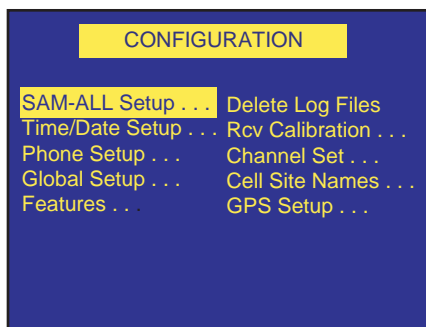 CONFIGURATION
SAM-ALL Setup . . . Delete Log Files
Time/Date Setup . . . Rcv Calibration . . .
Phone Setup . . . Channel Set . . .
Global Setup . . . Cell Site Names . . .
Features . . . GPS Setup . . .